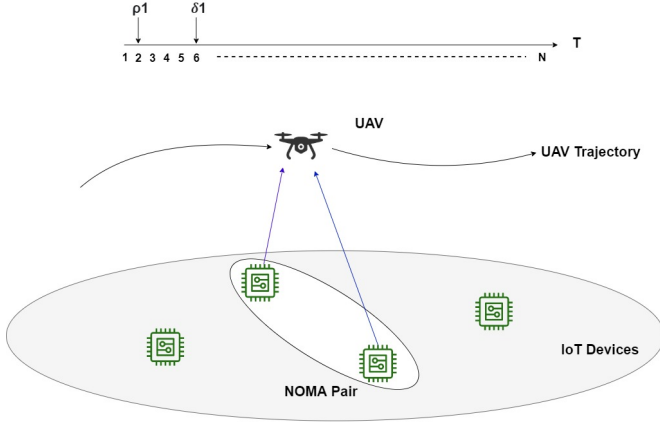 ρ1 δ1
T
1 2 3 4 5 6 N
UAV
UAV Trajectory
IoT Devices
NOMA Pair